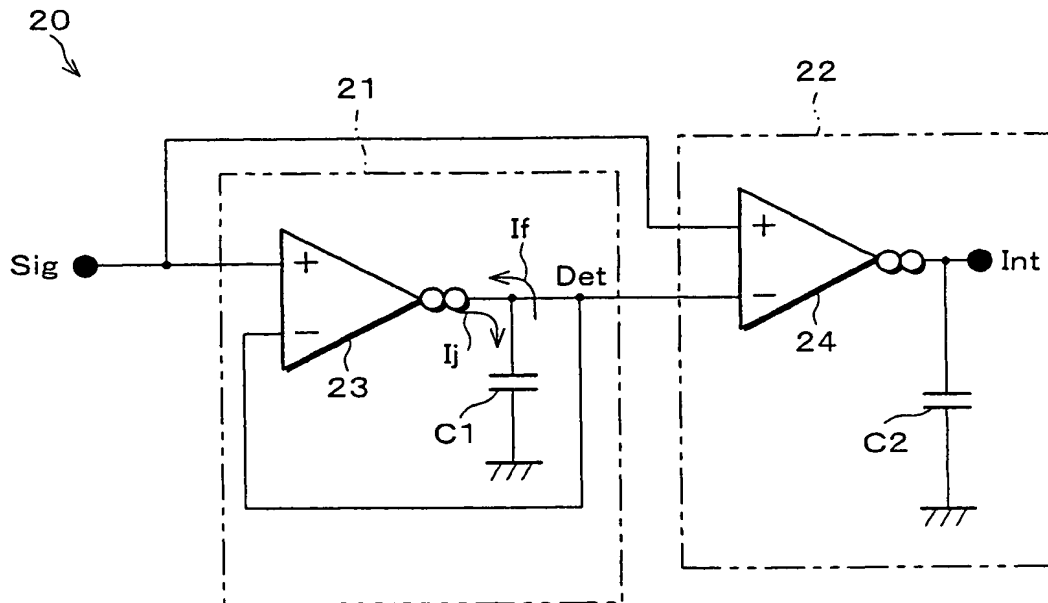 20
21
22
Sig
+
−
23
If
Ij
Det
C1
+
−
24
Int
C2